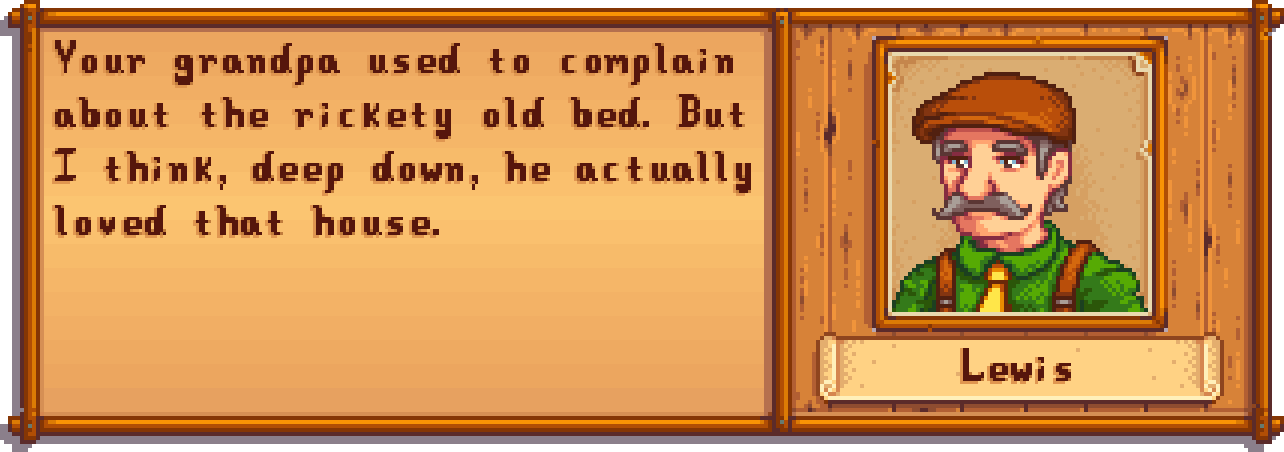 Your grandpa used to complain
about the rickety old bed. But
I think, deep down, he actually
loved that house.
Lewis